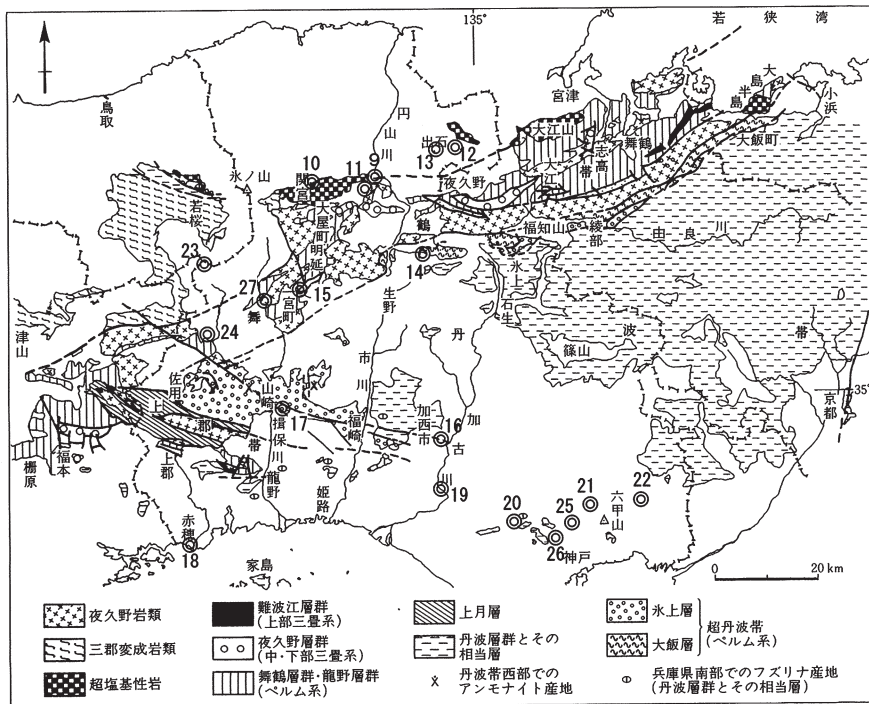 135°
若狭湾
宮津
大島半島
小浜
大飯町
鳥取
円山川
出石
13
12
大江山
舞鶴
志高
大江
帯
氷ノ山
10
関宮
11
9
夜久野
若桜
大屋町明延
鶴
福知山
綾部
由良川
23
14
氷上
27
舞
一宮町
15
生野
石生
丹
波
帯
津山
24
篠山
市川
佐用
山崎
上
郡
帯
福崎
加西市
加
古
川
京都
35°
17
16
揖保川
柵原
福本
上郡
龍野
姫路
19
20
25
21
六甲山
22
26
神戸
赤穂
18
家島
0
20 km
夜久野岩類
三郡変成岩類
超塩基性岩
難波江層群
(上部三畳系)
夜久野層群
(中・下部三畳系)
舞鶴層群・龍野層群
(ペルム系)
上月層
丹波層群とその
相当層
丹波帯西部での
アンモナイト産地
氷上層
大飯層
超丹波帯
(ペルム系)
兵庫県南部でのフズリナ産地
(丹波層群とその相当層)